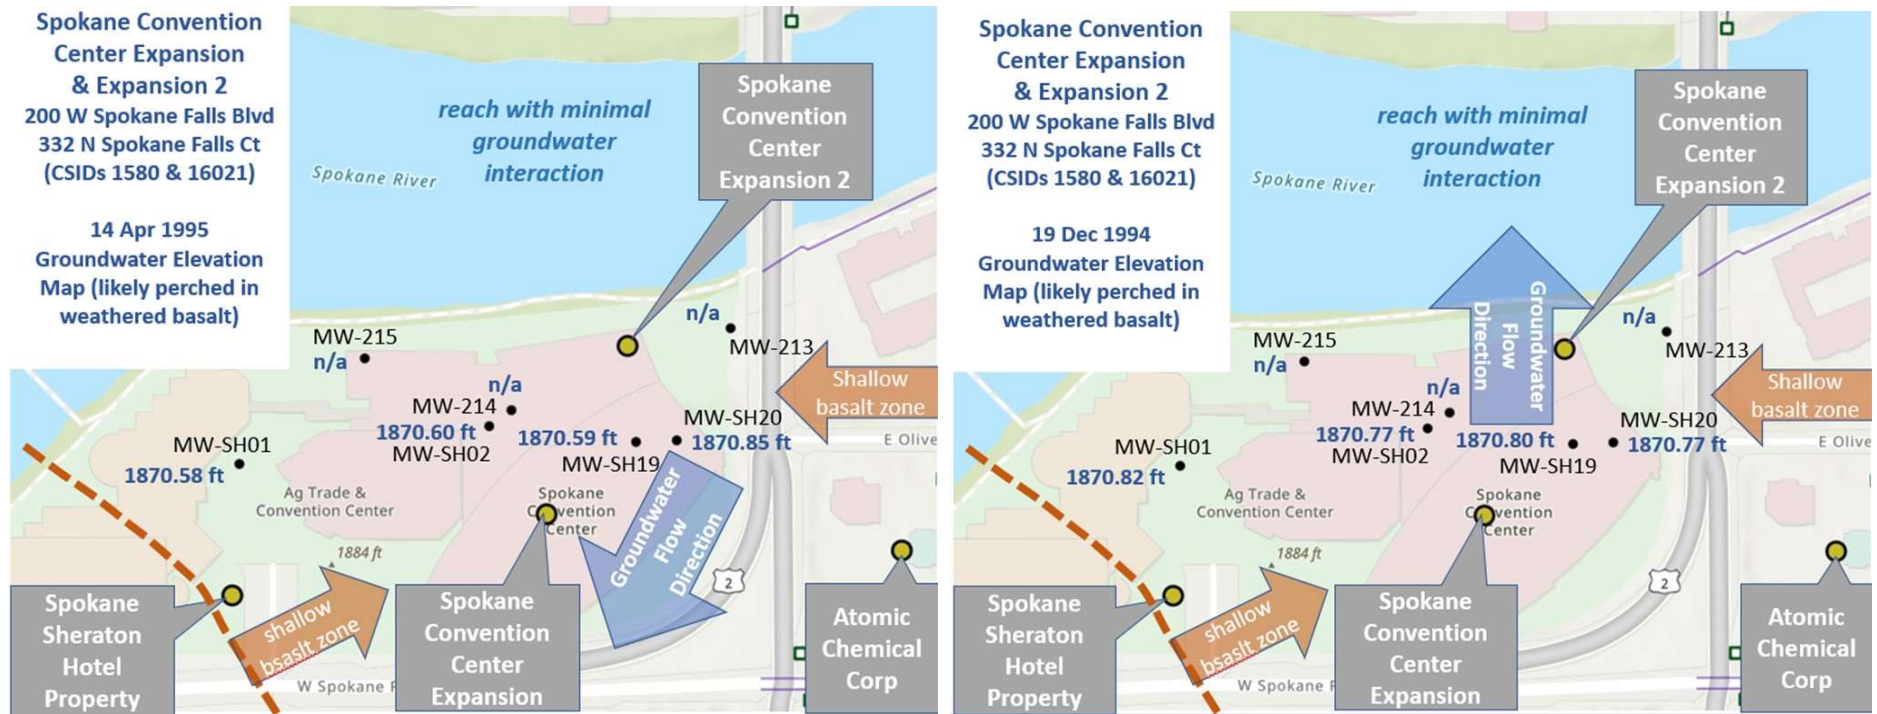 Spokane Convention
Center Expansion
& Expansion 2
200 W Spokane Falls Blvd
332 N Spokane Falls Ct
(CSIDs 1580 & 16021)
14 Apr 1995
Groundwater Elevation
Map (likely perched in
weathered basalt)
reach with minimal
groundwater
interaction
Spokane River
Spokane
Convention
Center
Expansion 2
n/a
MW-213
MW-215
n/a
n/a
MW-214
1870.60 ft
MW-SH02
1870.59 ft
MW-SH19
MW-SH20
1870.85 ft
Shallow
basalt zone
E Olive
MW-SH01
1870.58 ft
Ag Trade &
Convention Center
Spokane
C vention
Center
1884 ft
Groundwater
Flow
Direction
2
Spokane
Sheraton
Hotel
Property
shallow
bsaslt zone
Spokane
Convention
Center
Expansion
Atomic
Chemical
Corp
W Spokane F
Spokane Convention
Center Expansion
& Expansion 2
200 W Spokane Falls Blvd
332 N Spokane Falls Ct
(CSIDs 1580 & 16021)
19 Dec 1994
Groundwater Elevation
Map (likely perched in
weathered basalt)
reach with minimal
groundwater
interaction
Spokane River
Spokane
Convention
Center
Expansion 2
Groundwater
Flow
Direction
n/a
MW-213
MW-215
n/a
n/a
MW-214
1870.77 ft
MW-SH02
1870.80 ft
MW-SH19
MW-SH20
1870.77 ft
Shallow
basalt zone
E Olive
MW-SH01
1870.82 ft
Ag Trade &
Convention Center
Spokane
C vention
Center
1884 ft
2
Spokane
Sheraton
Hotel
Property
shallow
bsaslt zone
Spokane
Convention
Center
Expansion
Atomic
Chemical
Corp
W Spokane F